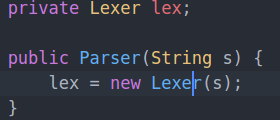 private Lexer lex;
public Parser(String s) {
lex = new Lexer(s);
}